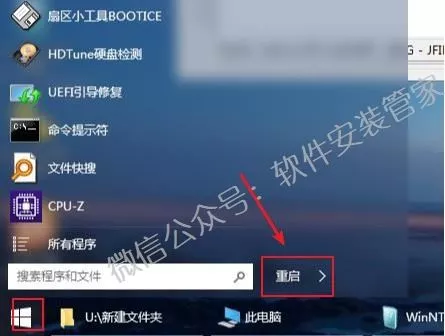 扇区小工具BOOTICE
HDTune硬盘检测
G - JFI
UEFI引导修复
C:\_
命令提示符
文件快搜
CPU-Z
所有程序
搜索程序和文件
重启
U:\新建文件夹
此电脑
WinNT
微信公众号：软件安装管家